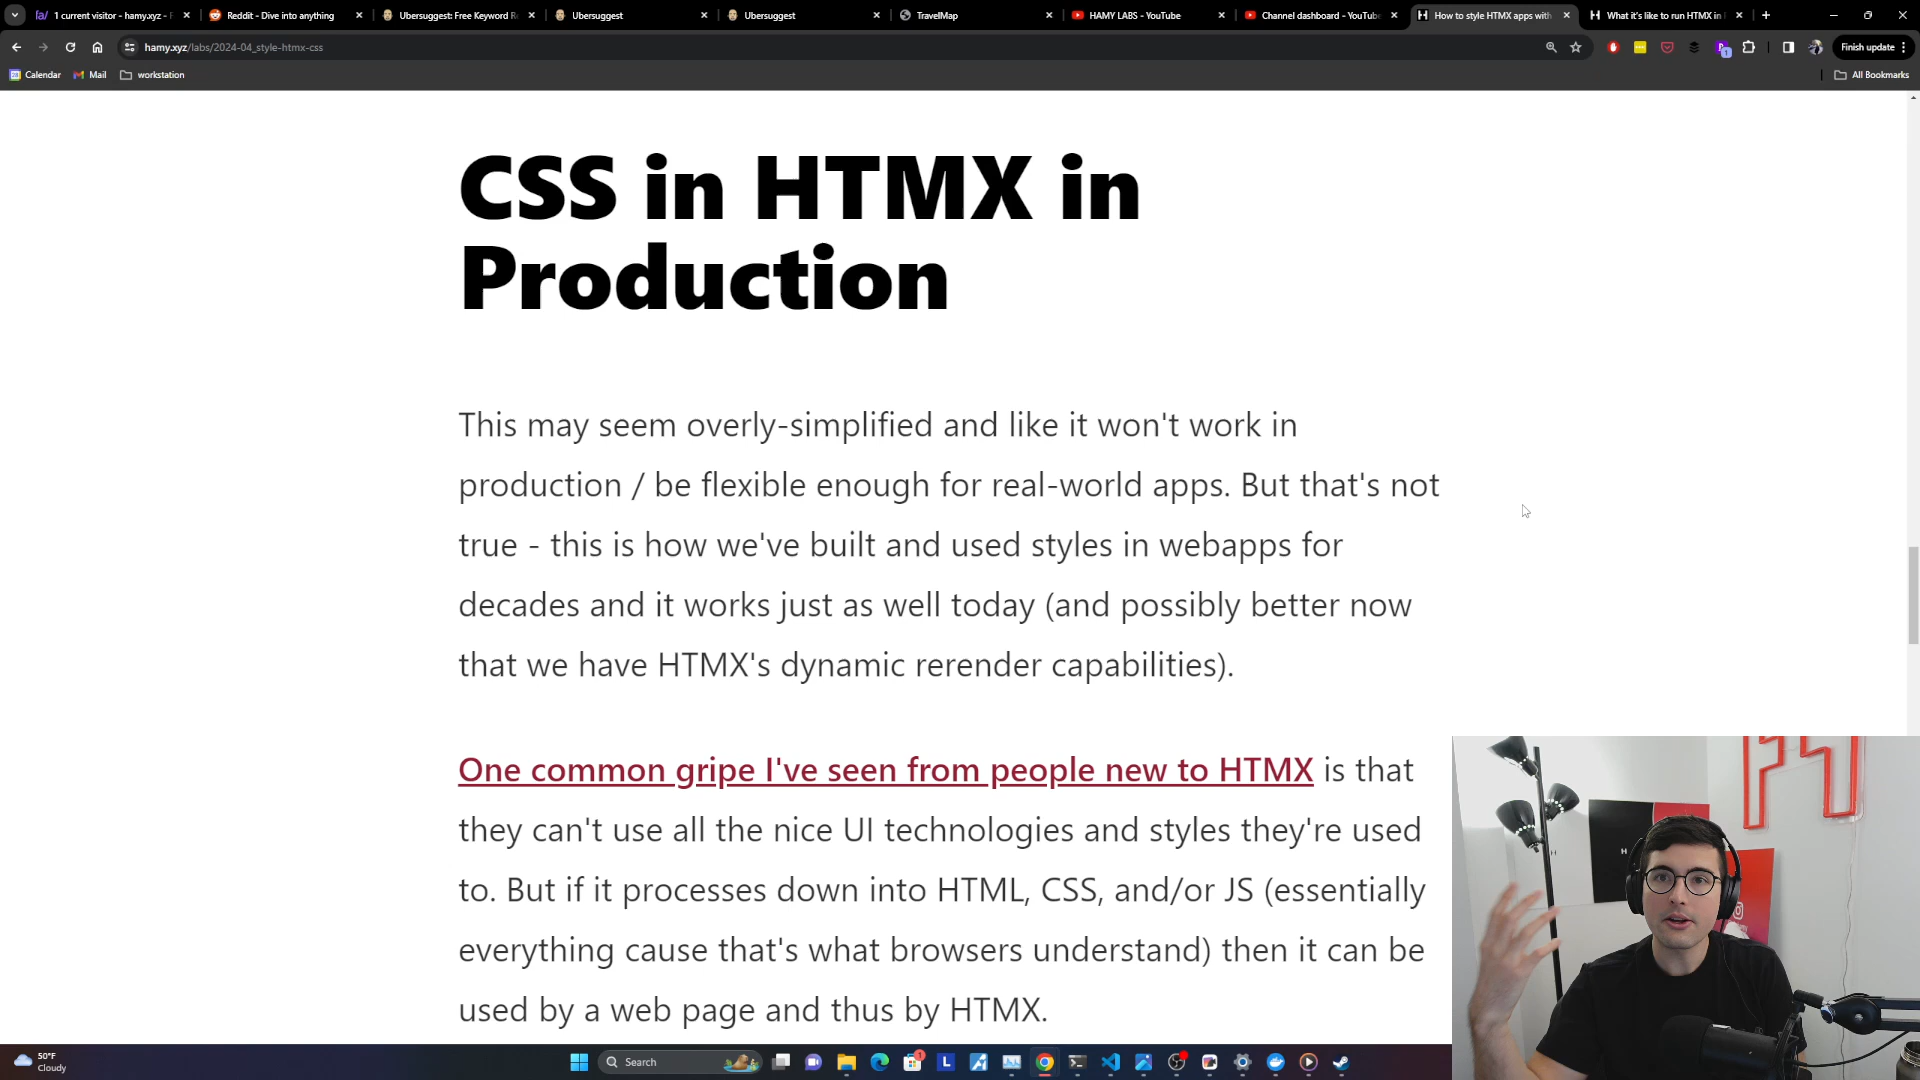 1 current visitor - hamy.xyz - F
Reddit - Dive into anything
Ubersuggest: Free Keyword Re
Ubersuggest
Ubersuggest
TravelMap
HAMY LABS - YouTube
Channel dashboard - YouTube
How to style HTMX apps with
What it's like to run HTMX in
hamy.xyz/labs/2024-04_style-htmx-css
Finish update
Calendar
Mail
workstation
All Bookmarks
CSS in HTMX in
Production
This may seem overly-simplified and like it won't work in
production / be flexible enough for real-world apps. But that's not
true - this is how we've built and used styles in webapps for
decades and it works just as well today (and possibly better now
that we have HTMX's dynamic rerender capabilities).
One common gripe I've seen from people new to HTMX is that
they can't use all the nice UI technologies and styles they're used
to. But if it processes down into HTML, CSS, and/or JS (essentially
everything cause that's what browsers understand) then it can be
used by a web page and thus by HTMX.
50°F
Cloudy
Search